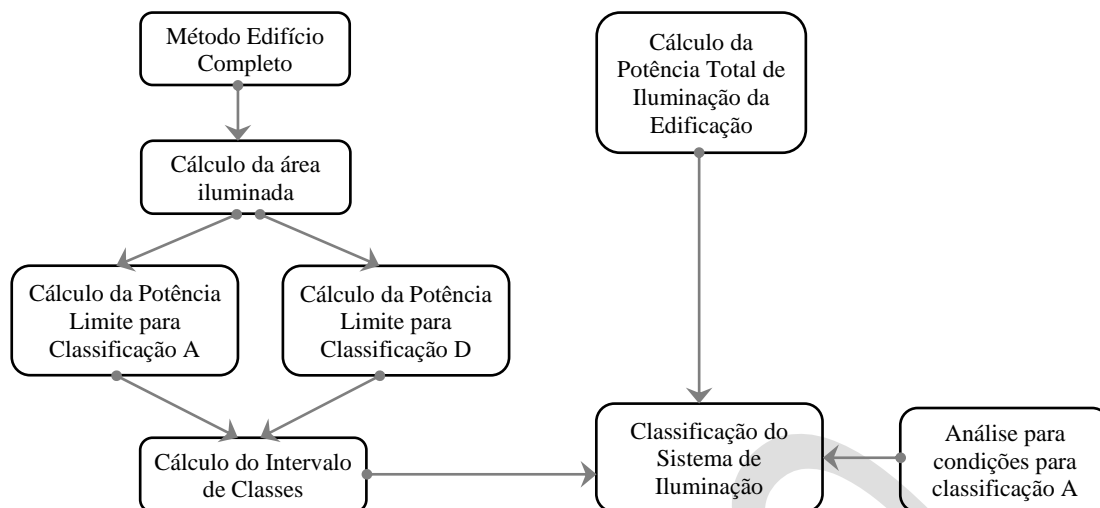 Método Edifício
Completo
Cálculo da
Potência Total de
Iluminação da
Edificação
Cálculo da área
iluminada
Cálculo da Potência
Limite para
Classificação A
Cálculo da Potência
Limite para
Classificação D
Cálculo do Intervalo
de Classes
Classificação do
Sistema de
Iluminação
Análise para
condições para
classificação A